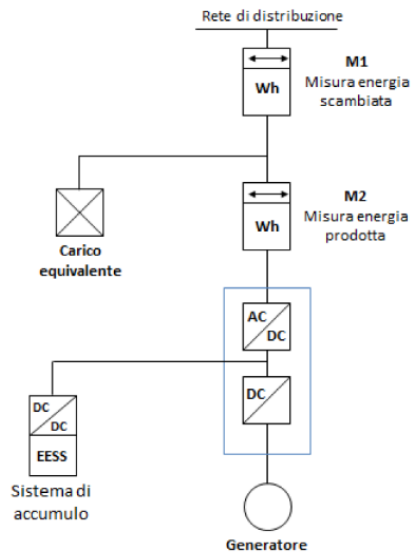 Rete di distribuzione
M1
Misura energia
scambiata
Wh
M2
Misura energia
prodotta
Wh
Carico
equivalente
AC
DC
DC
DC
DC
EESS
Sistema di
accumulo
Generatore